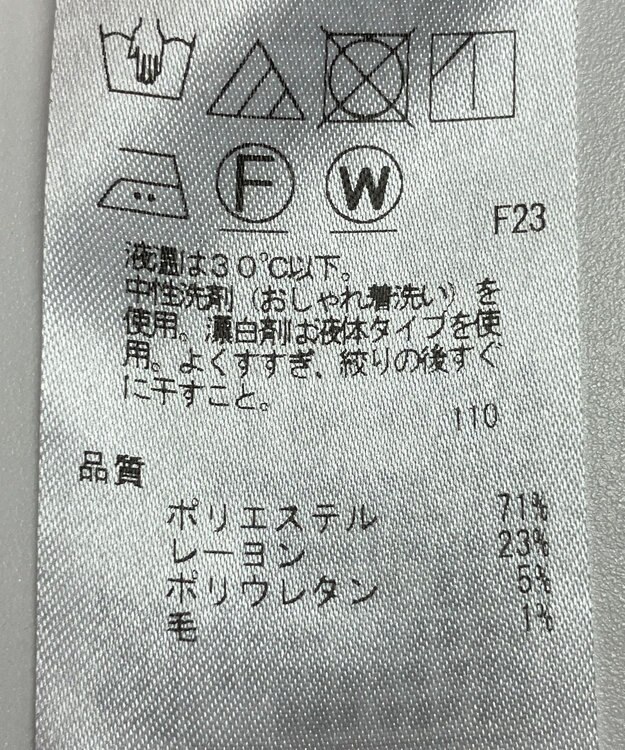 F W F23
液温は30℃以下。
中性洗剤（おしゃれ着洗い）を
使用。漂白剤は液体タイプを使
用。よくすすぎ、絞りの後すぐ
に干すこと。
110
品質
ポリエステル 71%
レーヨン 23%
ポリウレタン 5%
毛 1%